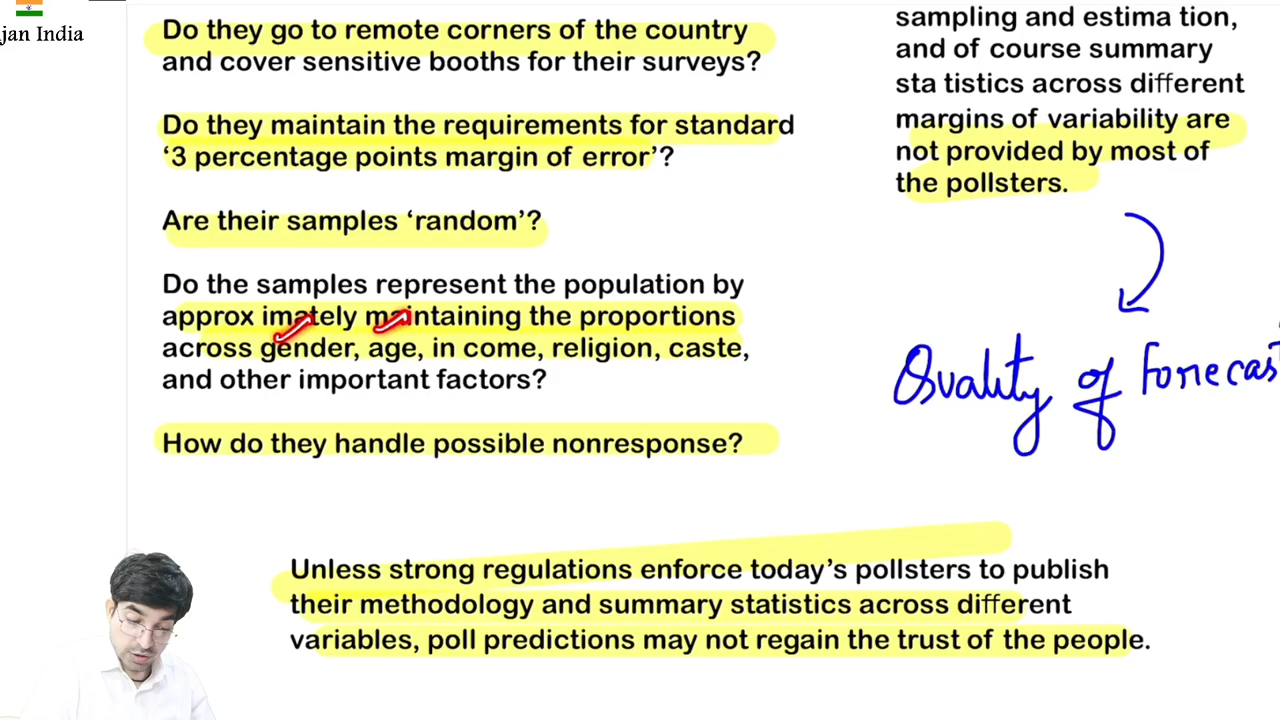 jan India
Do they go to remote corners of the country
and cover sensitive booths for their surveys?
Do they maintain the requirements for standard
‘3 percentage points margin of error’?
Are their samples ‘random’?
Do the samples represent the population by
approx imately maintaining the proportions
across gender, age, in come, religion, caste,
and other important factors?
How do they handle possible nonresponse?
sampling and estima tion,
and of course summary
sta tistics across different
margins of variability are
not provided by most of
the pollsters.
Quality of Forecast
Unless strong regulations enforce today’s pollsters to publish
their methodology and summary statistics across different
variables, poll predictions may not regain the trust of the people.